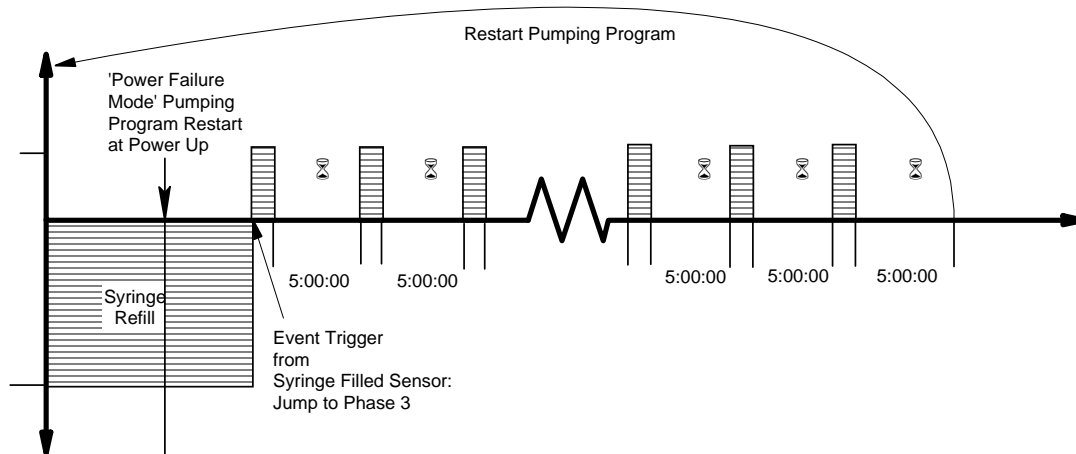 Restart Pumping Program
'Power Failure
Mode' Pumping
Program Restart
at Power Up
5:00:00
5:00:00
5:00:00
5:00:00
5:00:00
Syringe
Refill
Event Trigger
from
Syringe Filled Sensor:
Jump to Phase 3